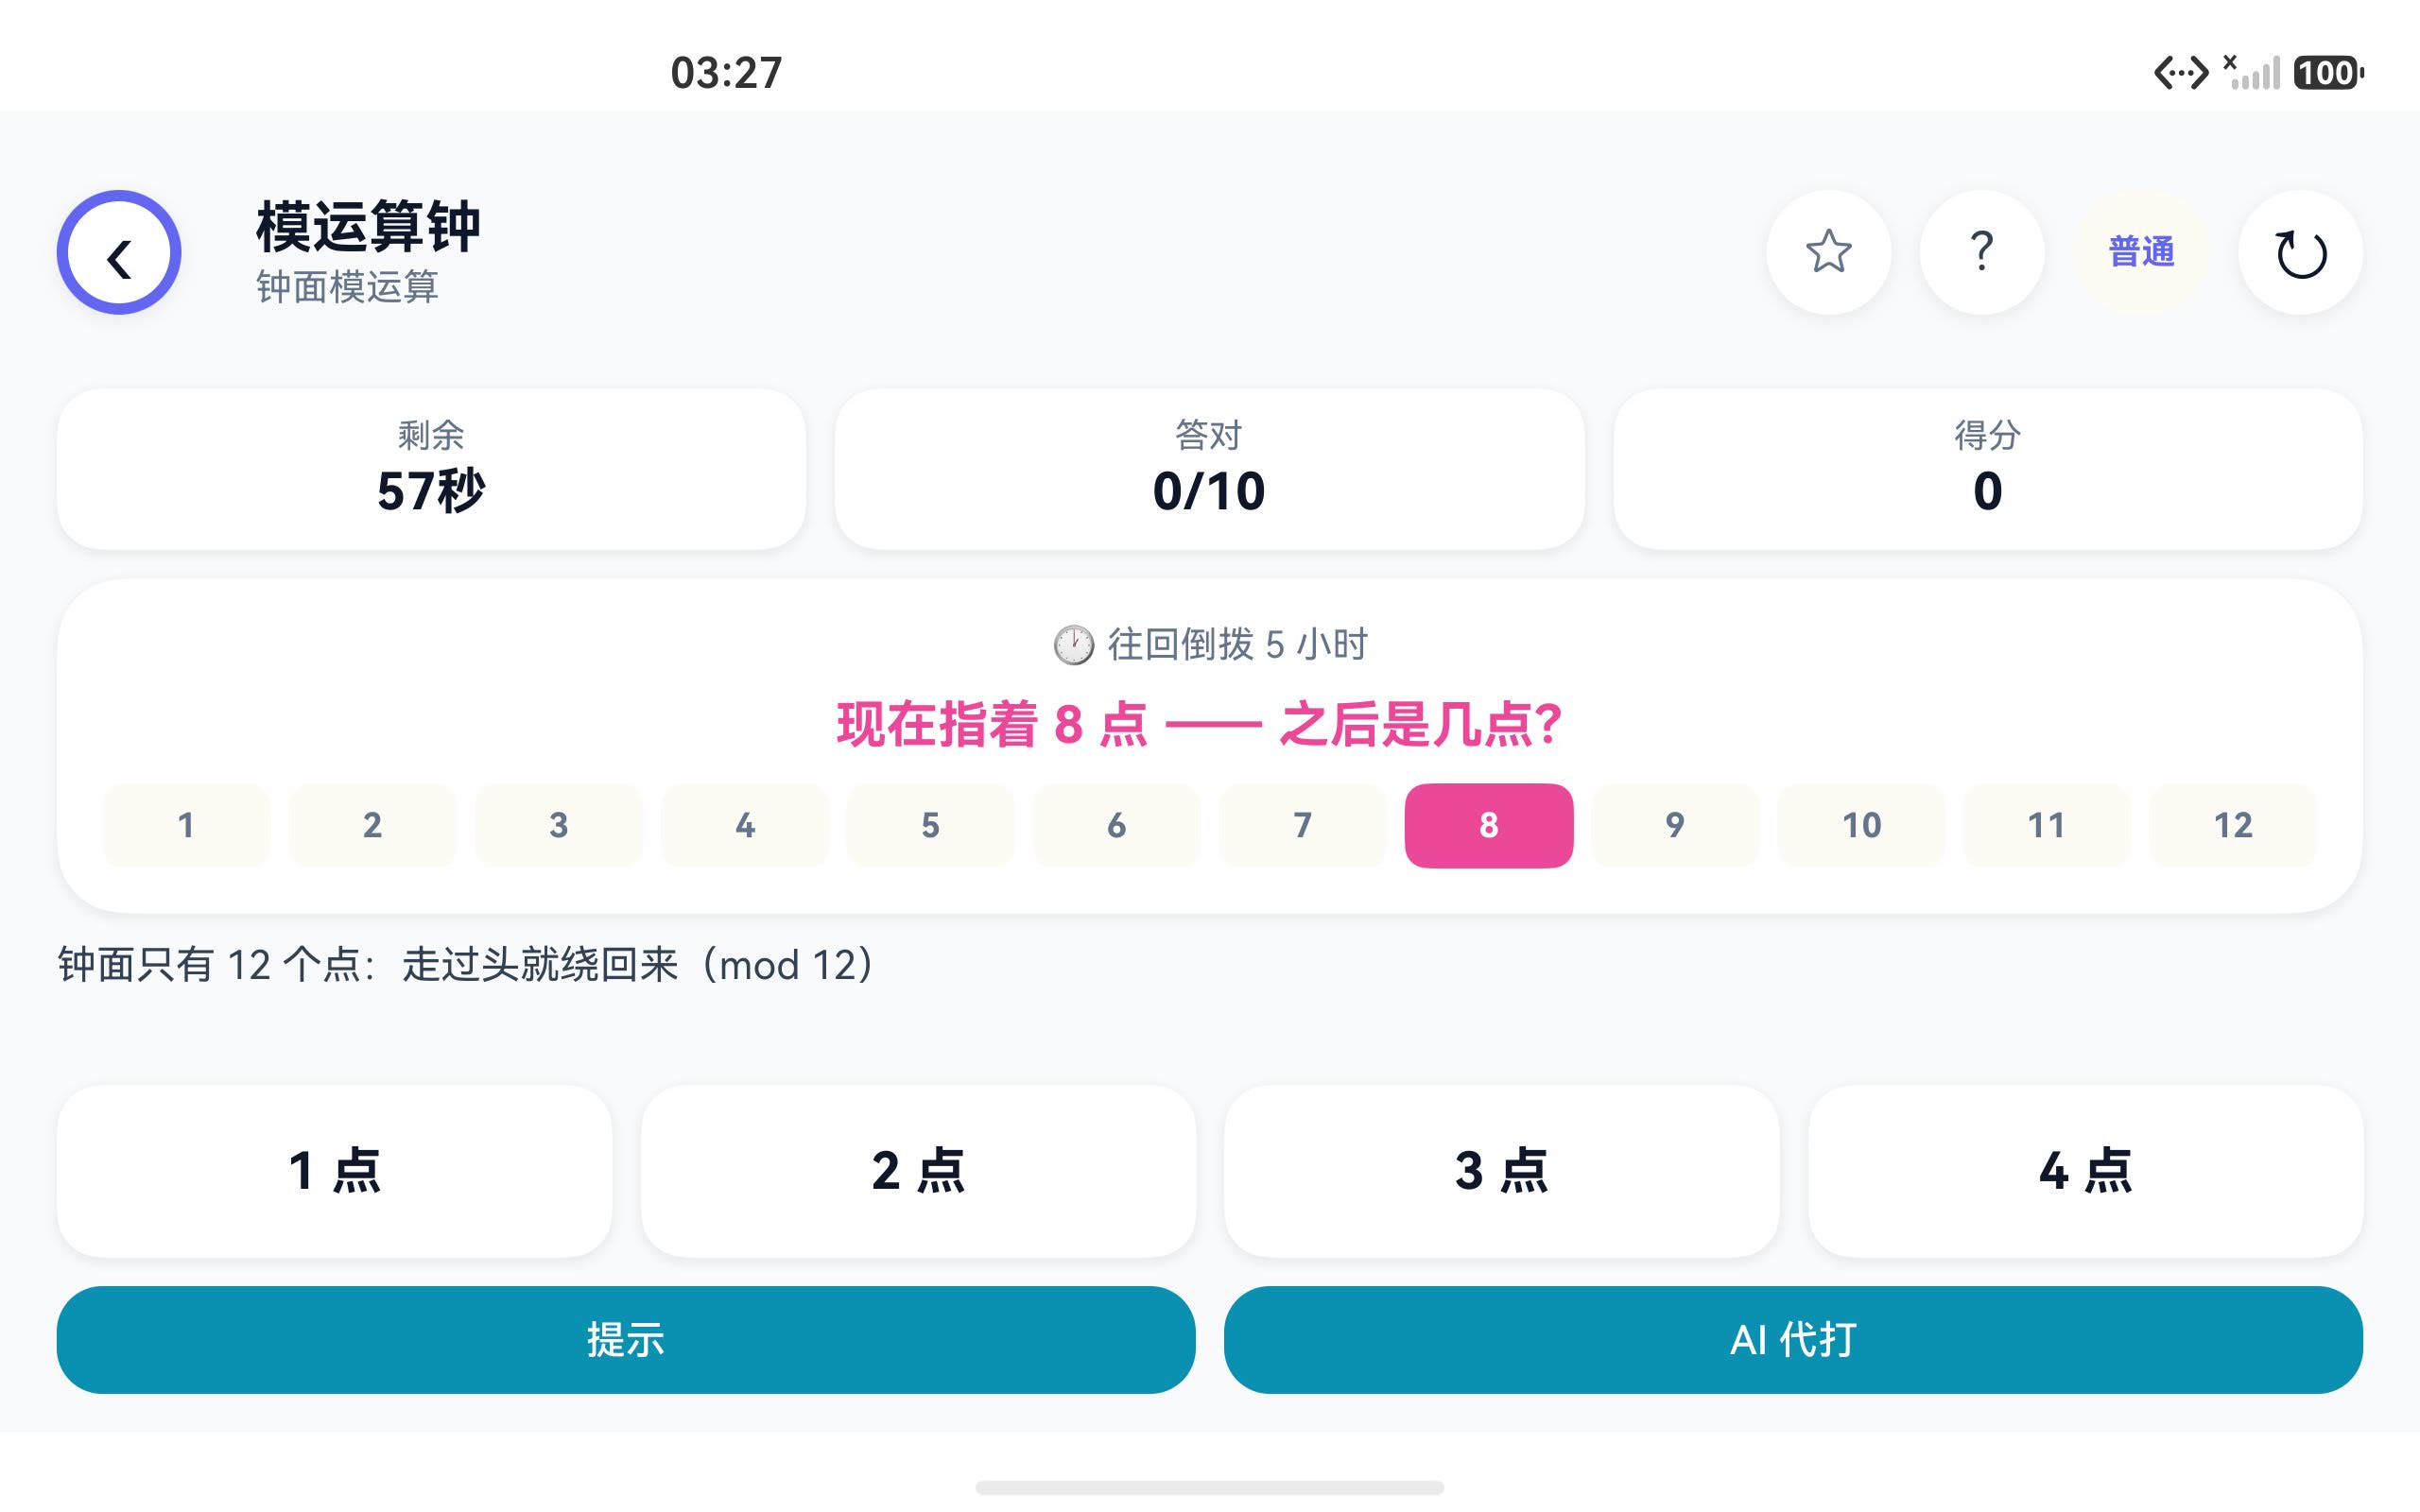 03:27
100
模运算钟
钟面模运算
?
普通
剩余
57秒
答对
0/10
得分
0
往回倒拨 5 小时
现在指着 8 点 —— 之后是几点?
1 2 3 4 5 6 7 8 9 10 11 12
钟面只有 12 个点：走过头就绕回来（mod 12）
1 点
2 点
3 点
4 点
提示
AI 代打